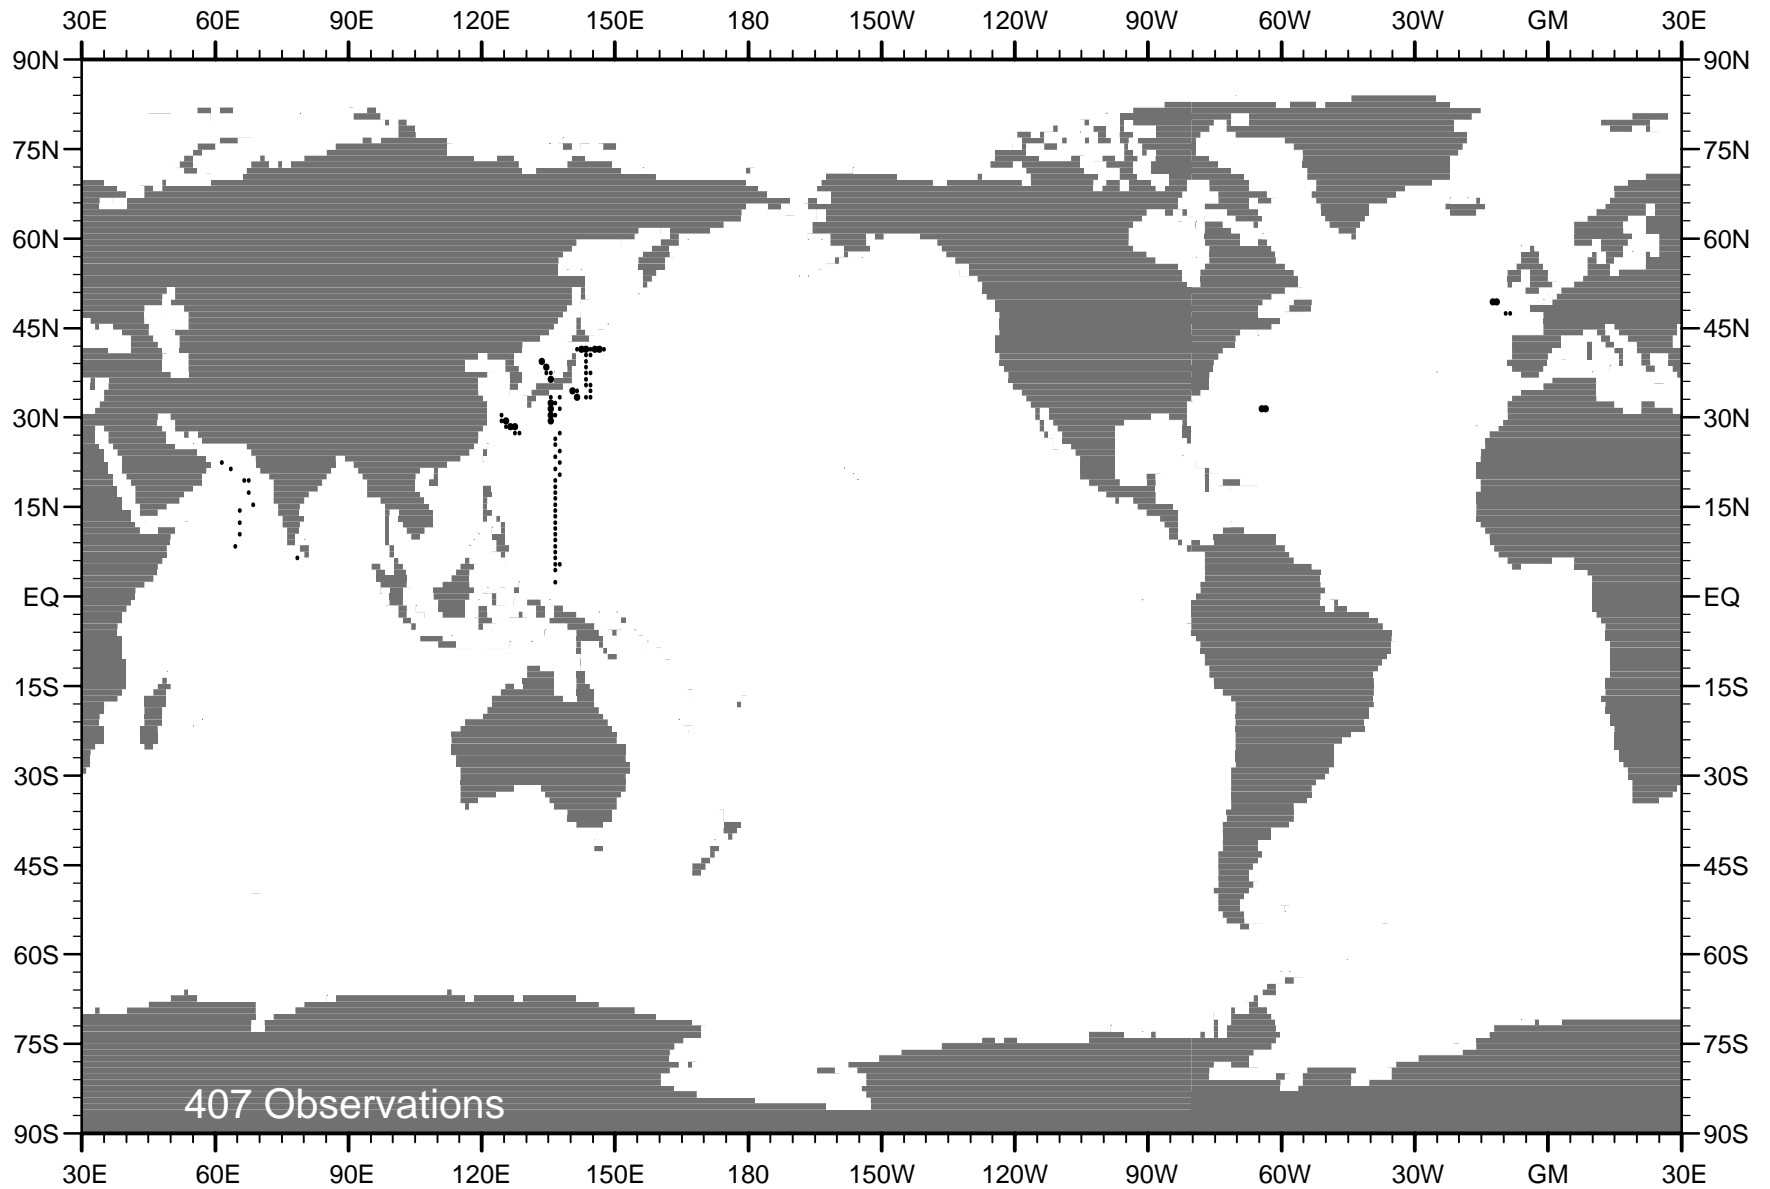 30E 60E 90E 120E 150E 180 150W 120W 90W 60W 30W GM 30E
90N 90N
75N 75N
60N 60N
45N 45N
30N 30N
15N 15N
EQ EQ
15S 15S
30S 30S
45S 45S
60S 60S
75S 75S
407 Observations
90S 90S
30E 60E 90E 120E 150E 180 150W 120W 90W 60W 30W GM 30E